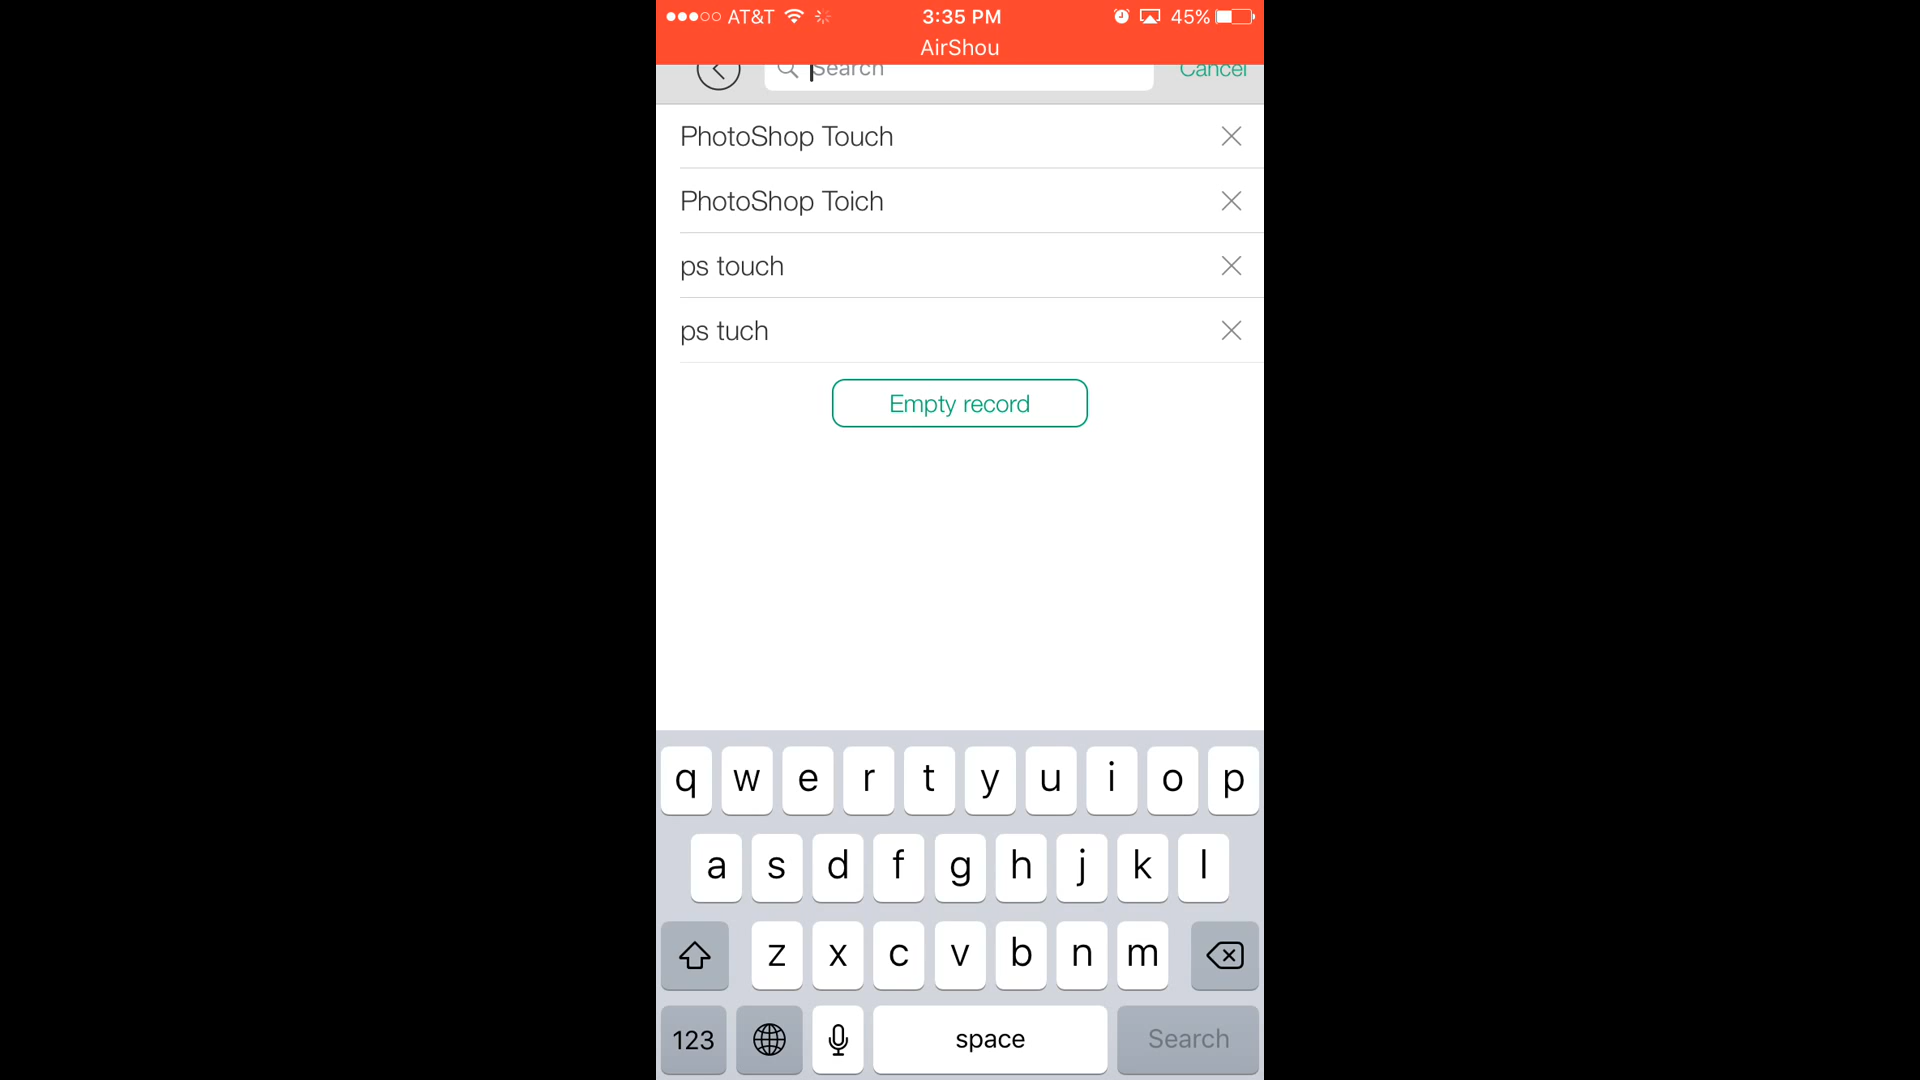 AT&T 3:35 PM 45%
AirShou
Search Cancel
PhotoShop Touch
PhotoShop Toich
ps touch
ps tuch
Empty record
q w e r t y u i o p
a s d f g h j k l
z x c v b n m
123 space Search